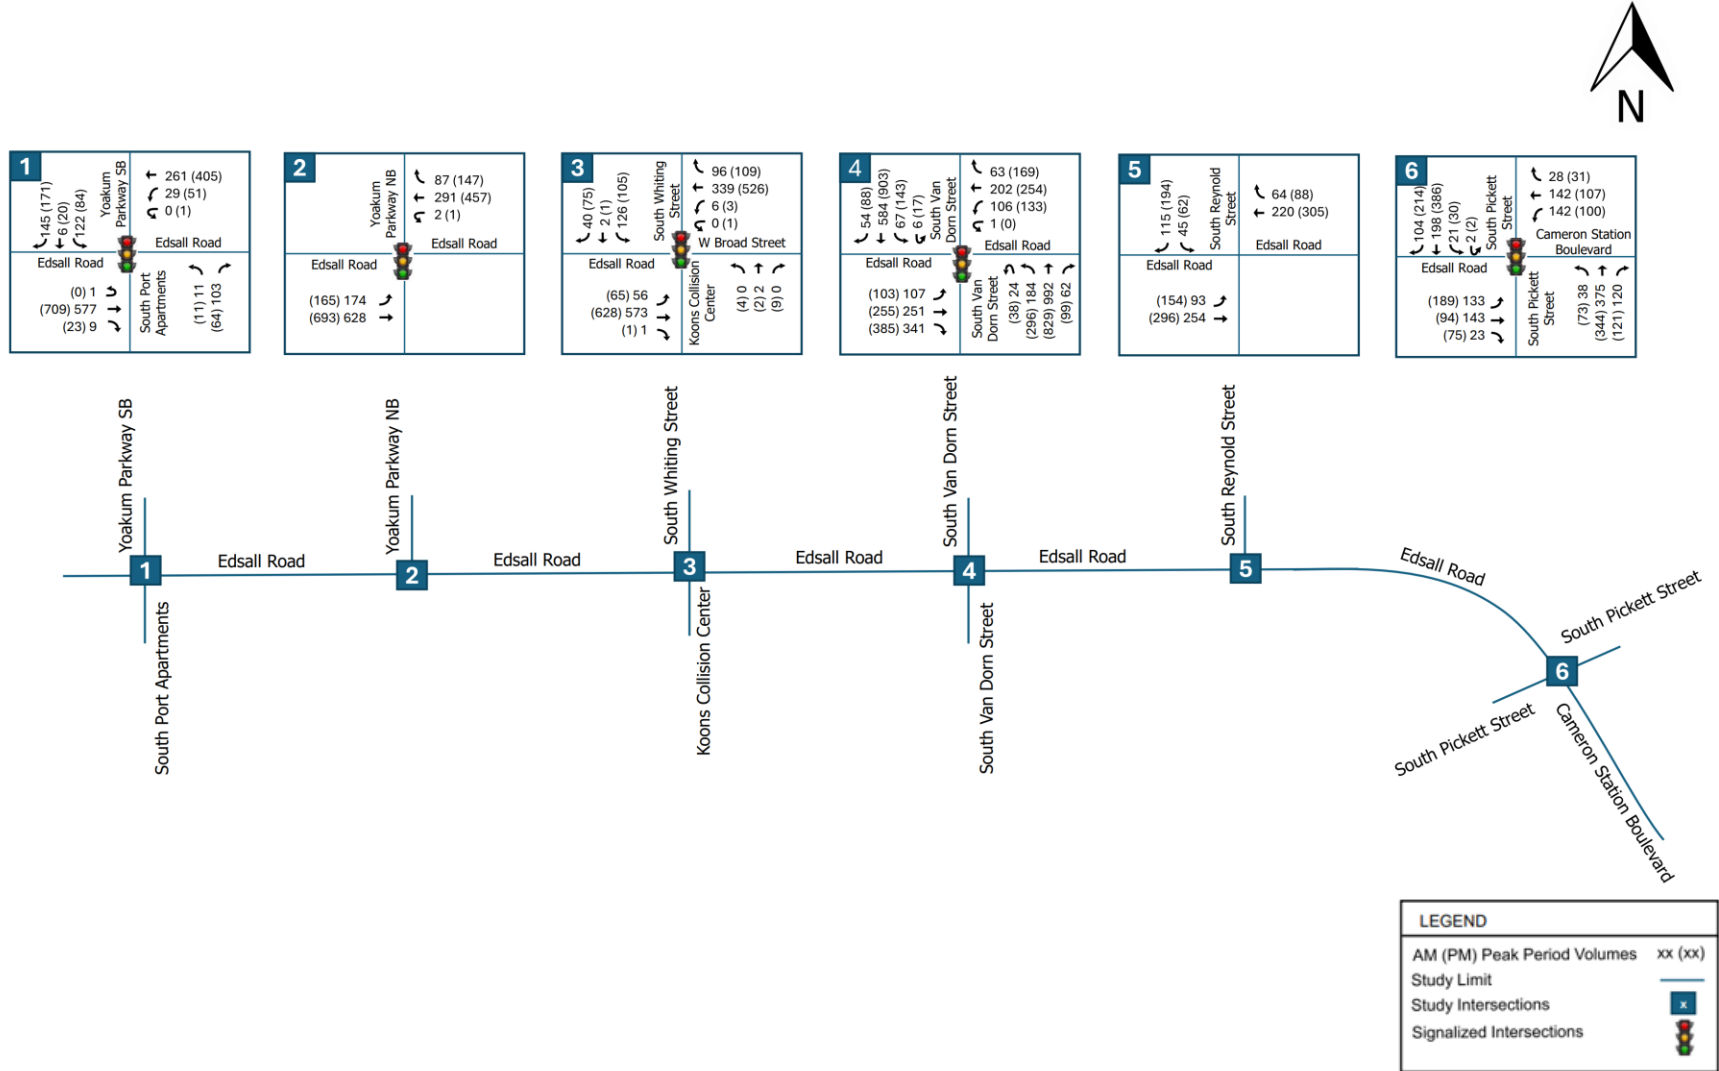 N
1
145 (171)
6 (20)
122 (84)
Yoakum
Parkway SB
261 (405)
29 (51)
0 (1)
Edsall Road
Edsall Road
(0) 1
(709) 577
(23) 9
South Port
Apartments
(11) 11
(64) 103
2
Yoakum
Parkway NB
87 (147)
291 (457)
2 (1)
Edsall Road
Edsall Road
(165) 174
(693) 628
3
40 (75)
2 (1)
126 (105)
South Whiting
Street
96 (109)
339 (526)
6 (3)
0 (1)
W Broad Street
Edsall Road
(65) 56
(628) 573
(1) 1
Koons Collision
Center
(4) 0
(2) 2
(9) 0
4
54 (88)
584 (903)
67 (143)
6 (17)
South Van
Dorn Street
63 (169)
202 (254)
106 (133)
1 (0)
Edsall Road
Edsall Road
(103) 107
(255) 251
(385) 341
South Van
Dorn Street
(38) 24
(296) 184
(829) 992
(99) 62
5
115 (194)
45 (62)
South Reynold
Street
64 (88)
220 (305)
Edsall Road
Edsall Road
(154) 93
(296) 254
6
104 (214)
198 (386)
21 (30)
2 (2)
South Pickett
Street
28 (31)
142 (107)
142 (100)
Cameron Station
Boulevard
Edsall Road
(189) 133
(94) 143
(75) 23
South Pickett
Street
(73) 38
(344) 375
(121) 120
Yoakum Parkway SB
Yoakum Parkway NB
South Whiting Street
South Van Dorn Street
South Reynold Street
1
Edsall Road
2
Edsall Road
3
Edsall Road
4
Edsall Road
5
Edsall Road
South Pickett Street
6
South Port Apartments
Koons Collision Center
South Van Dorn Street
South Pickett Street
Cameron Station Boulevard
LEGEND
AM (PM) Peak Period Volumes xx (xx)
Study Limit
Study Intersections x
Signalized Intersections